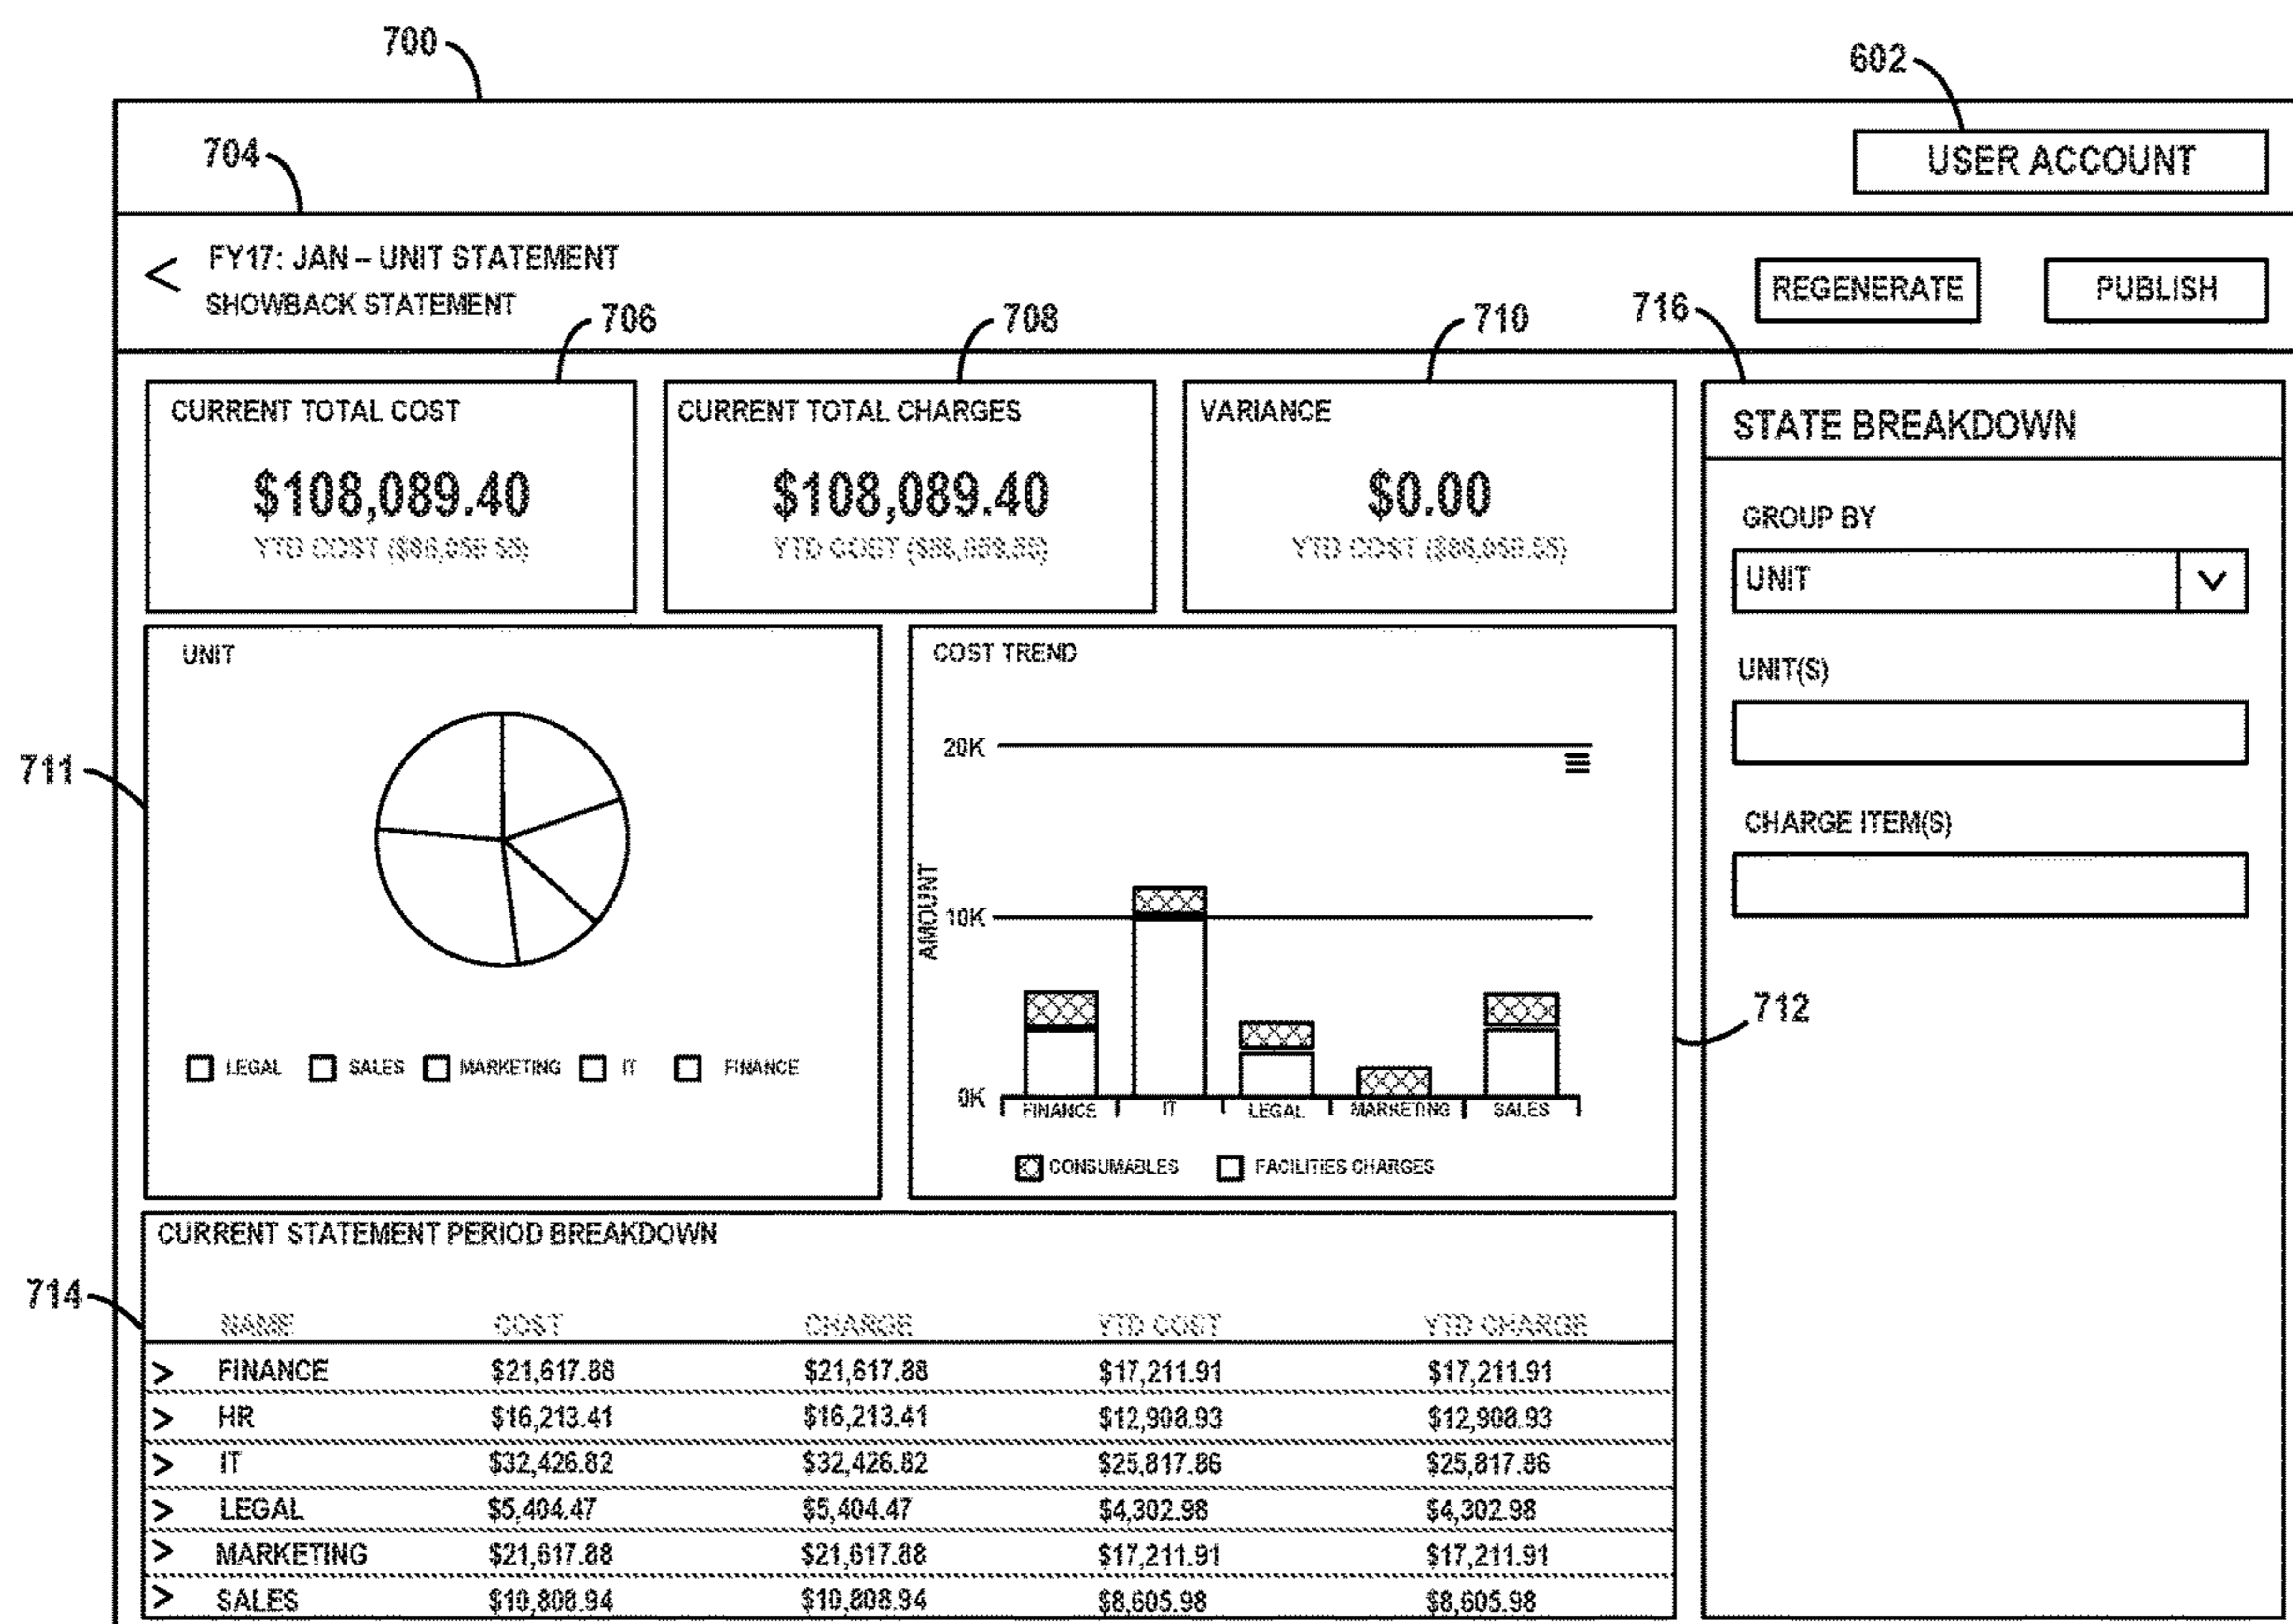 700
602
704
USER ACCOUNT
< FY17: JAN – UNIT STATEMENT
SHOWBACK STATEMENT
REGENERATE
PUBLISH
706
708
710
716
CURRENT TOTAL COST
$108,089.40
YTD COST
CURRENT TOTAL CHARGES
$108,089.40
YTD COST
VARIANCE
$0.00
YTD COST
STATE BREAKDOWN
GROUP BY
UNIT
UNIT(S)
CHARGE ITEM(S)
711
UNIT
LEGAL SALES MARKETING IT FINANCE
COST TREND
20K
10K
0K
AMOUNT
FINANCE IT LEGAL MARKETING SALES
CONSUMABLES FACILITIES CHARGES
712
714
CURRENT STATEMENT PERIOD BREAKDOWN
NAME COST CHARGE YTD COST YTD CHARGE
> FINANCE $21,617.88 $21,617.88 $17,211.91 $17,211.91
> HR $16,213.41 $16,213.41 $12,908.93 $12,908.93
> IT $32,426.82 $32,426.82 $25,817.86 $25,817.86
> LEGAL $5,404.47 $5,404.47 $4,302.98 $4,302.98
> MARKETING $21,617.88 $21,617.88 $17,211.91 $17,211.91
> SALES $10,808.94 $10,808.94 $8,605.98 $8,605.98